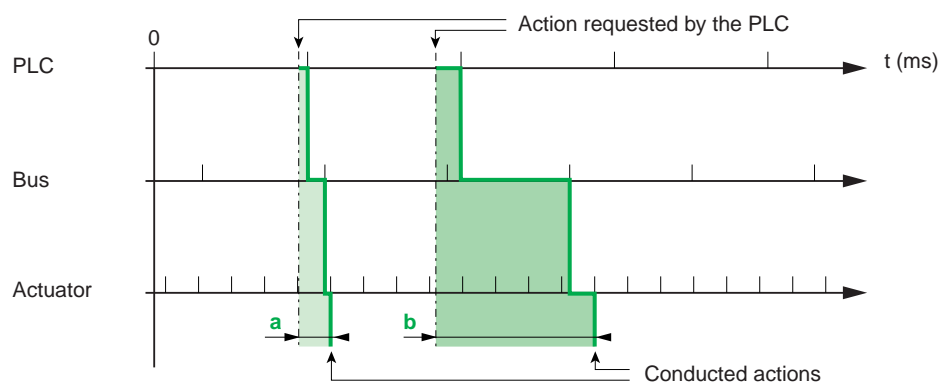 Action requested by the PLC
0
PLC
t (ms)
Bus
Actuator
a
b
Conducted actions